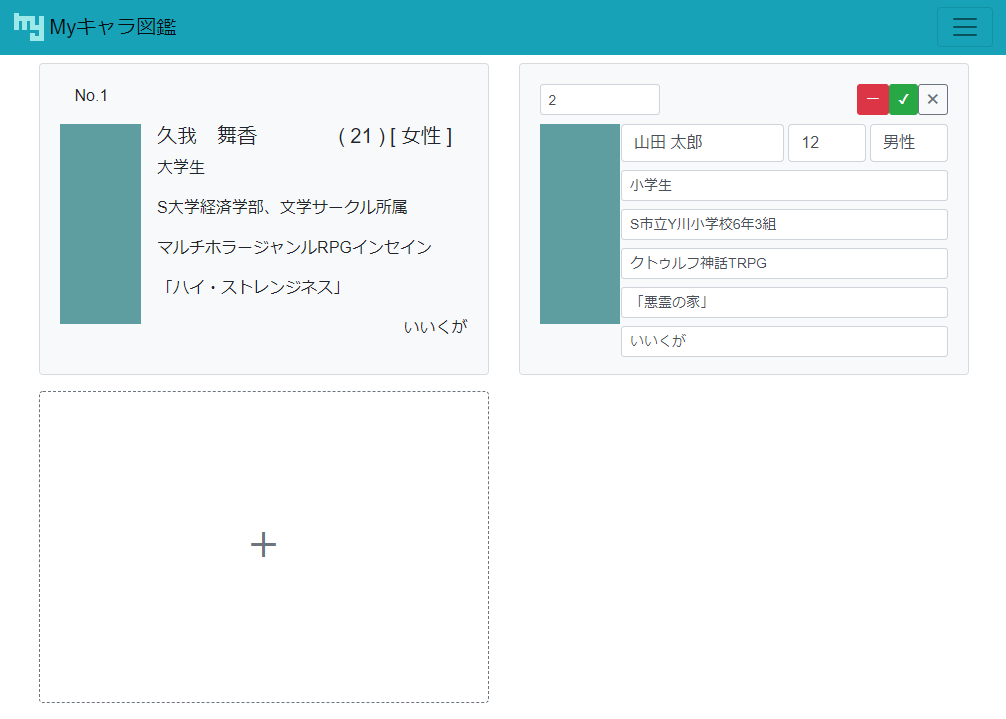 my Myキャラ図鑑
No.1
久我　舞香 ( 21 ) [ 女性 ]
大学生
S大学経済学部、文学サークル所属
マルチホラージャンルRPGインセイン
「ハイ・ストレンジネス」
いいくが
2
山田 太郎 12 男性
小学生
S市立Y川小学校6年3組
クトゥルフ神話TRPG
「悪霊の家」
いいくが